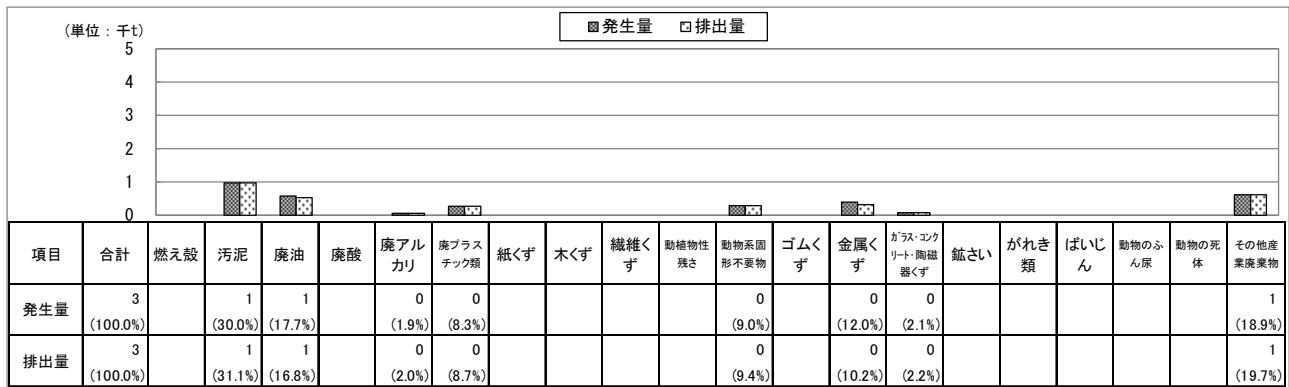 (単位：千t)
発生量 排出量
5
4
3
2
1
0
項目 合計 燃え殻 汚泥 廃油 廃酸 廃アルカリ 廃プラスチック類 紙くず 木くず 繊維くず 動植物性残さ 動物系固形不要物 ゴムくず 金属くず ガラス・コンクリート・陶磁器くず 鉱さい がれき類 ばいじん 動物のふん尿 動物の死体 その他産業廃棄物
発生量 3 1 1 0 0 0 0 0 1
(100.0%) (30.0%) (17.7%) (1.9%) (8.3%) (9.0%) (12.0%) (2.1%) (18.9%)
排出量 3 1 1 0 0 0 0 0 1
(100.0%) (31.1%) (16.8%) (2.0%) (8.7%) (9.4%) (10.2%) (2.2%) (19.7%)